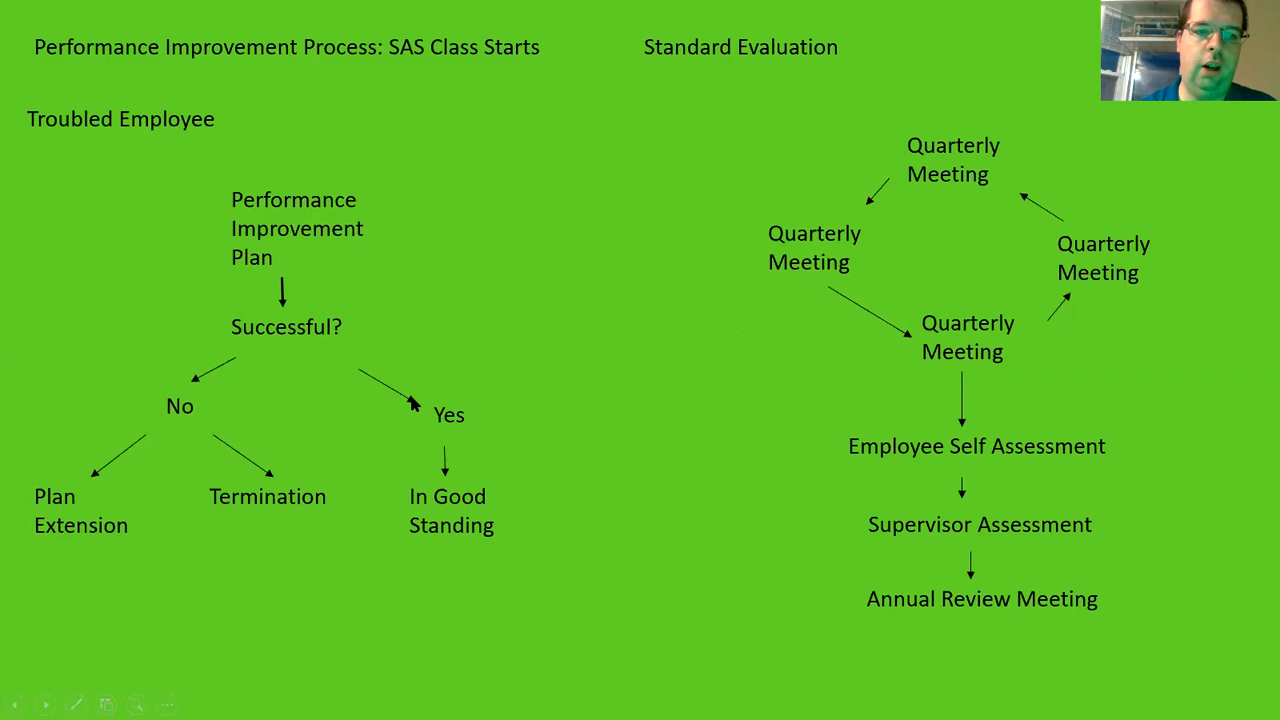 Performance Improvement Process: SAS Class Starts
Troubled Employee
Performance
Improvement
Plan
Successful?
No
Yes
Plan
Extension
Termination
In Good
Standing
Standard Evaluation
Quarterly
Meeting
Quarterly
Meeting
Quarterly
Meeting
Quarterly
Meeting
Employee Self Assessment
Supervisor Assessment
Annual Review Meeting